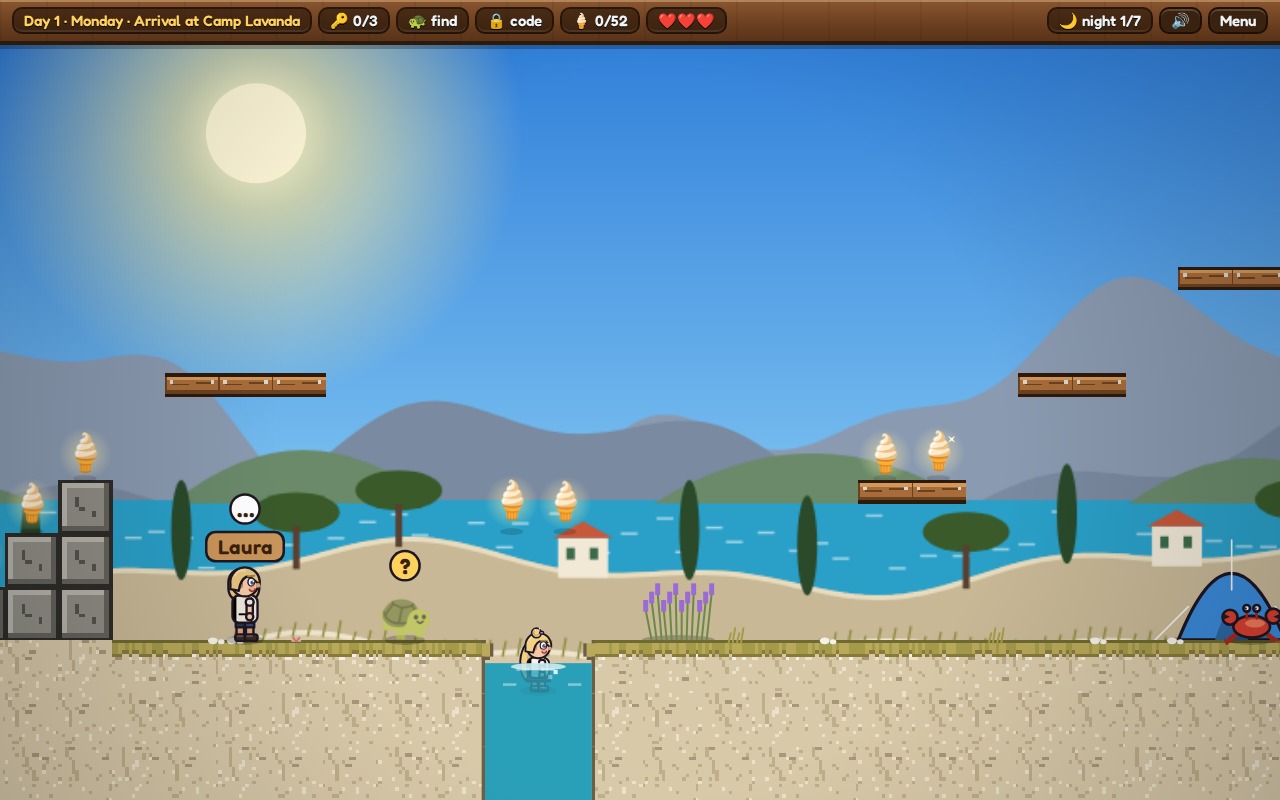 Day 1 · Monday · Arrival at Camp Lavanda
0/3
find
code
0/52
night 1/7
Menu
...
Laura
?